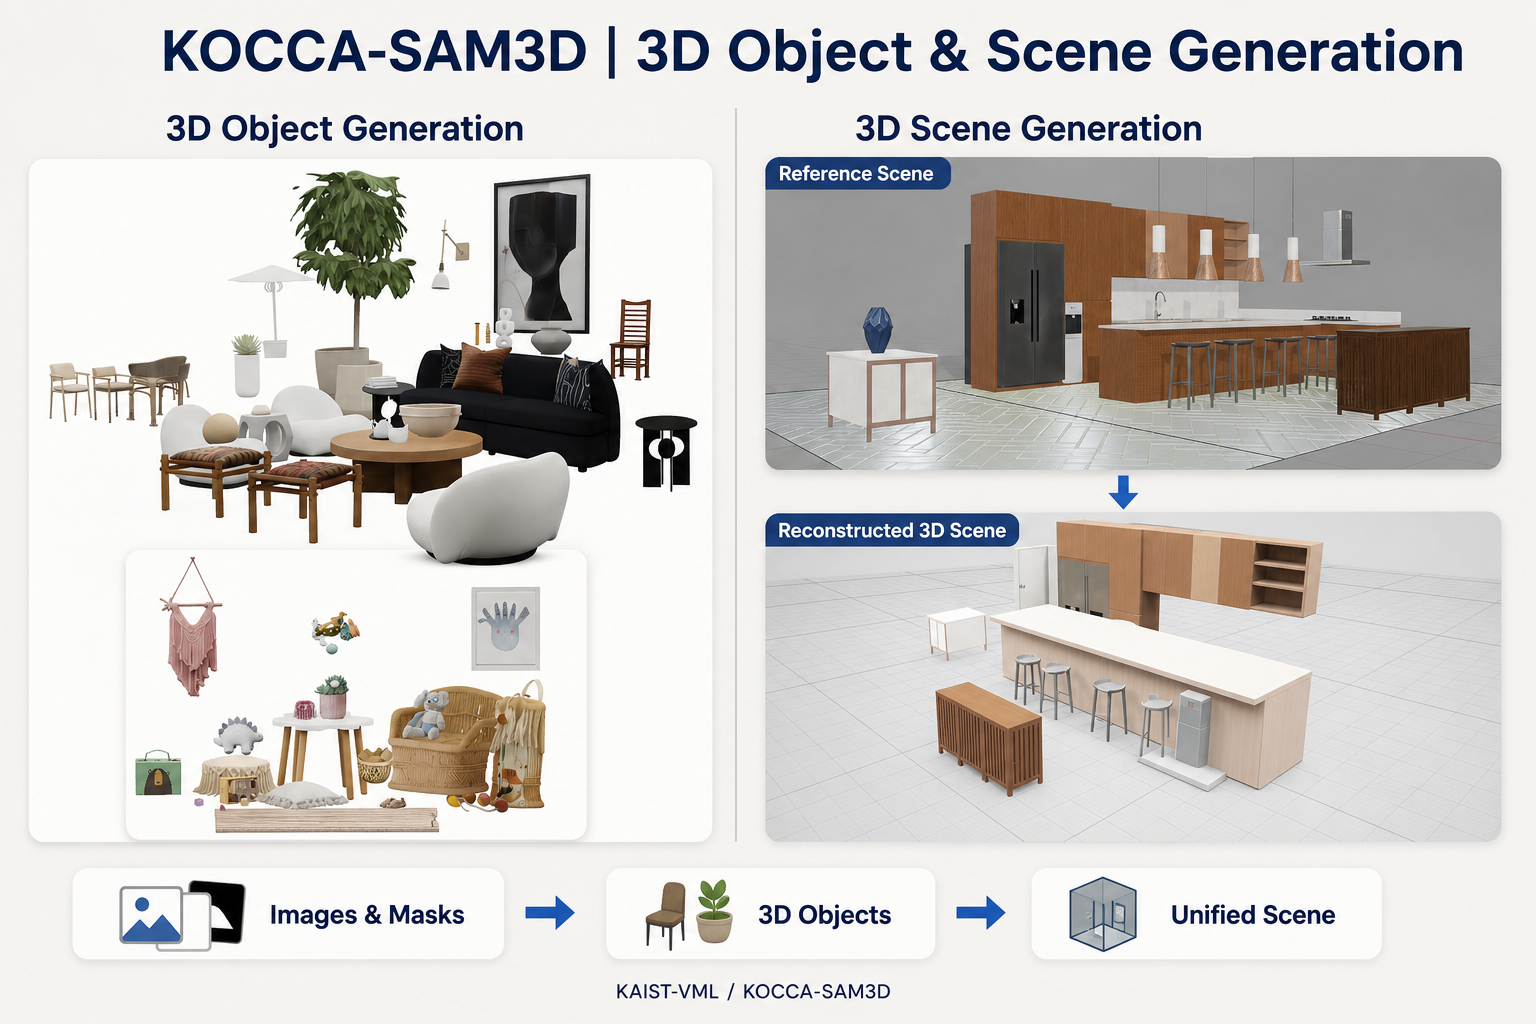 KOCCA-SAM3D | 3D Object & Scene Generation
3D Object Generation
3D Scene Generation
Reference Scene
Reconstructed 3D Scene
Images & Masks
3D Objects
Unified Scene
KAIST-VML / KOCCA-SAM3D